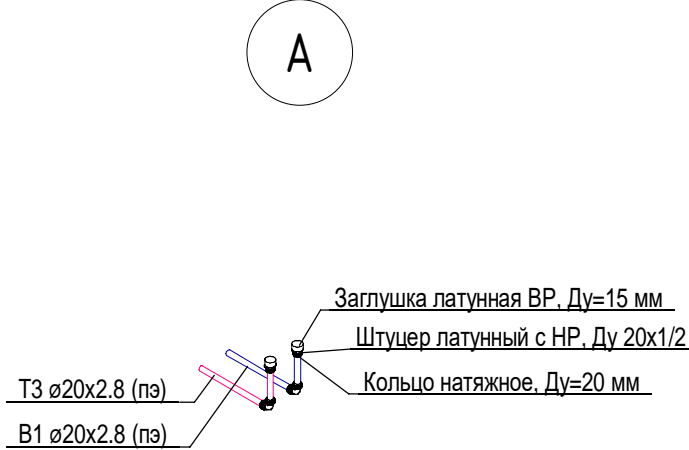 А
Заглушка латунная ВР, Ду=15 мм
Штуцер латунный с НР, Ду 20х1/2
Кольцо натяжное, Ду=20 мм
Т3 ø20х2.8 (пэ)
В1 ø20х2.8 (пэ)